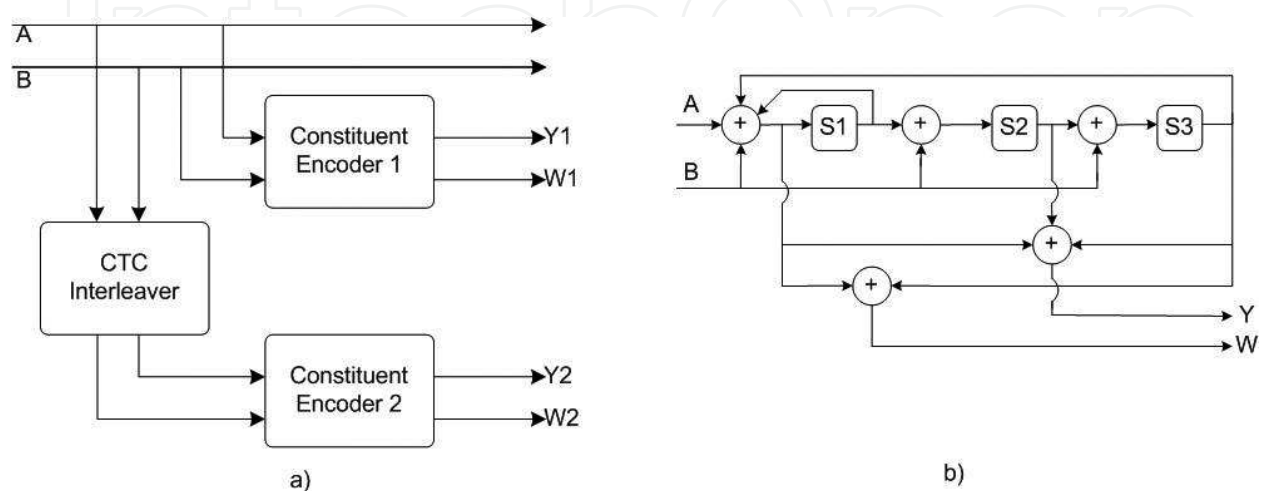 A
B
Constituent
Encoder 1
Y1
W1
CTC
Interleaver
Constituent
Encoder 2
Y2
W2
a)
A
B
+
S1
+
S2
+
S3
+
+
Y
W
b)